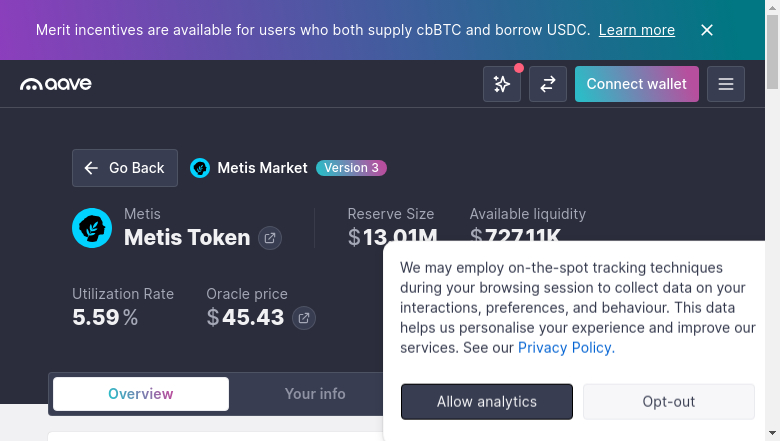 Merit incentives are available for users who both supply cbBTC and borrow USDC. Learn more
aave
Connect wallet
Go Back
Metis Market
Version 3
Metis
Metis Token
Reserve Size
$13.01M
Available liquidity
$727.11K
Utilization Rate
5.59%
Oracle price
$45.43
We may employ on-the-spot tracking techniques
during your browsing session to collect data on your
interactions, preferences, and behaviour. This data
helps us personalise your experience and improve our
services. See our Privacy Policy.
Allow analytics
Opt-out
Overview
Your info